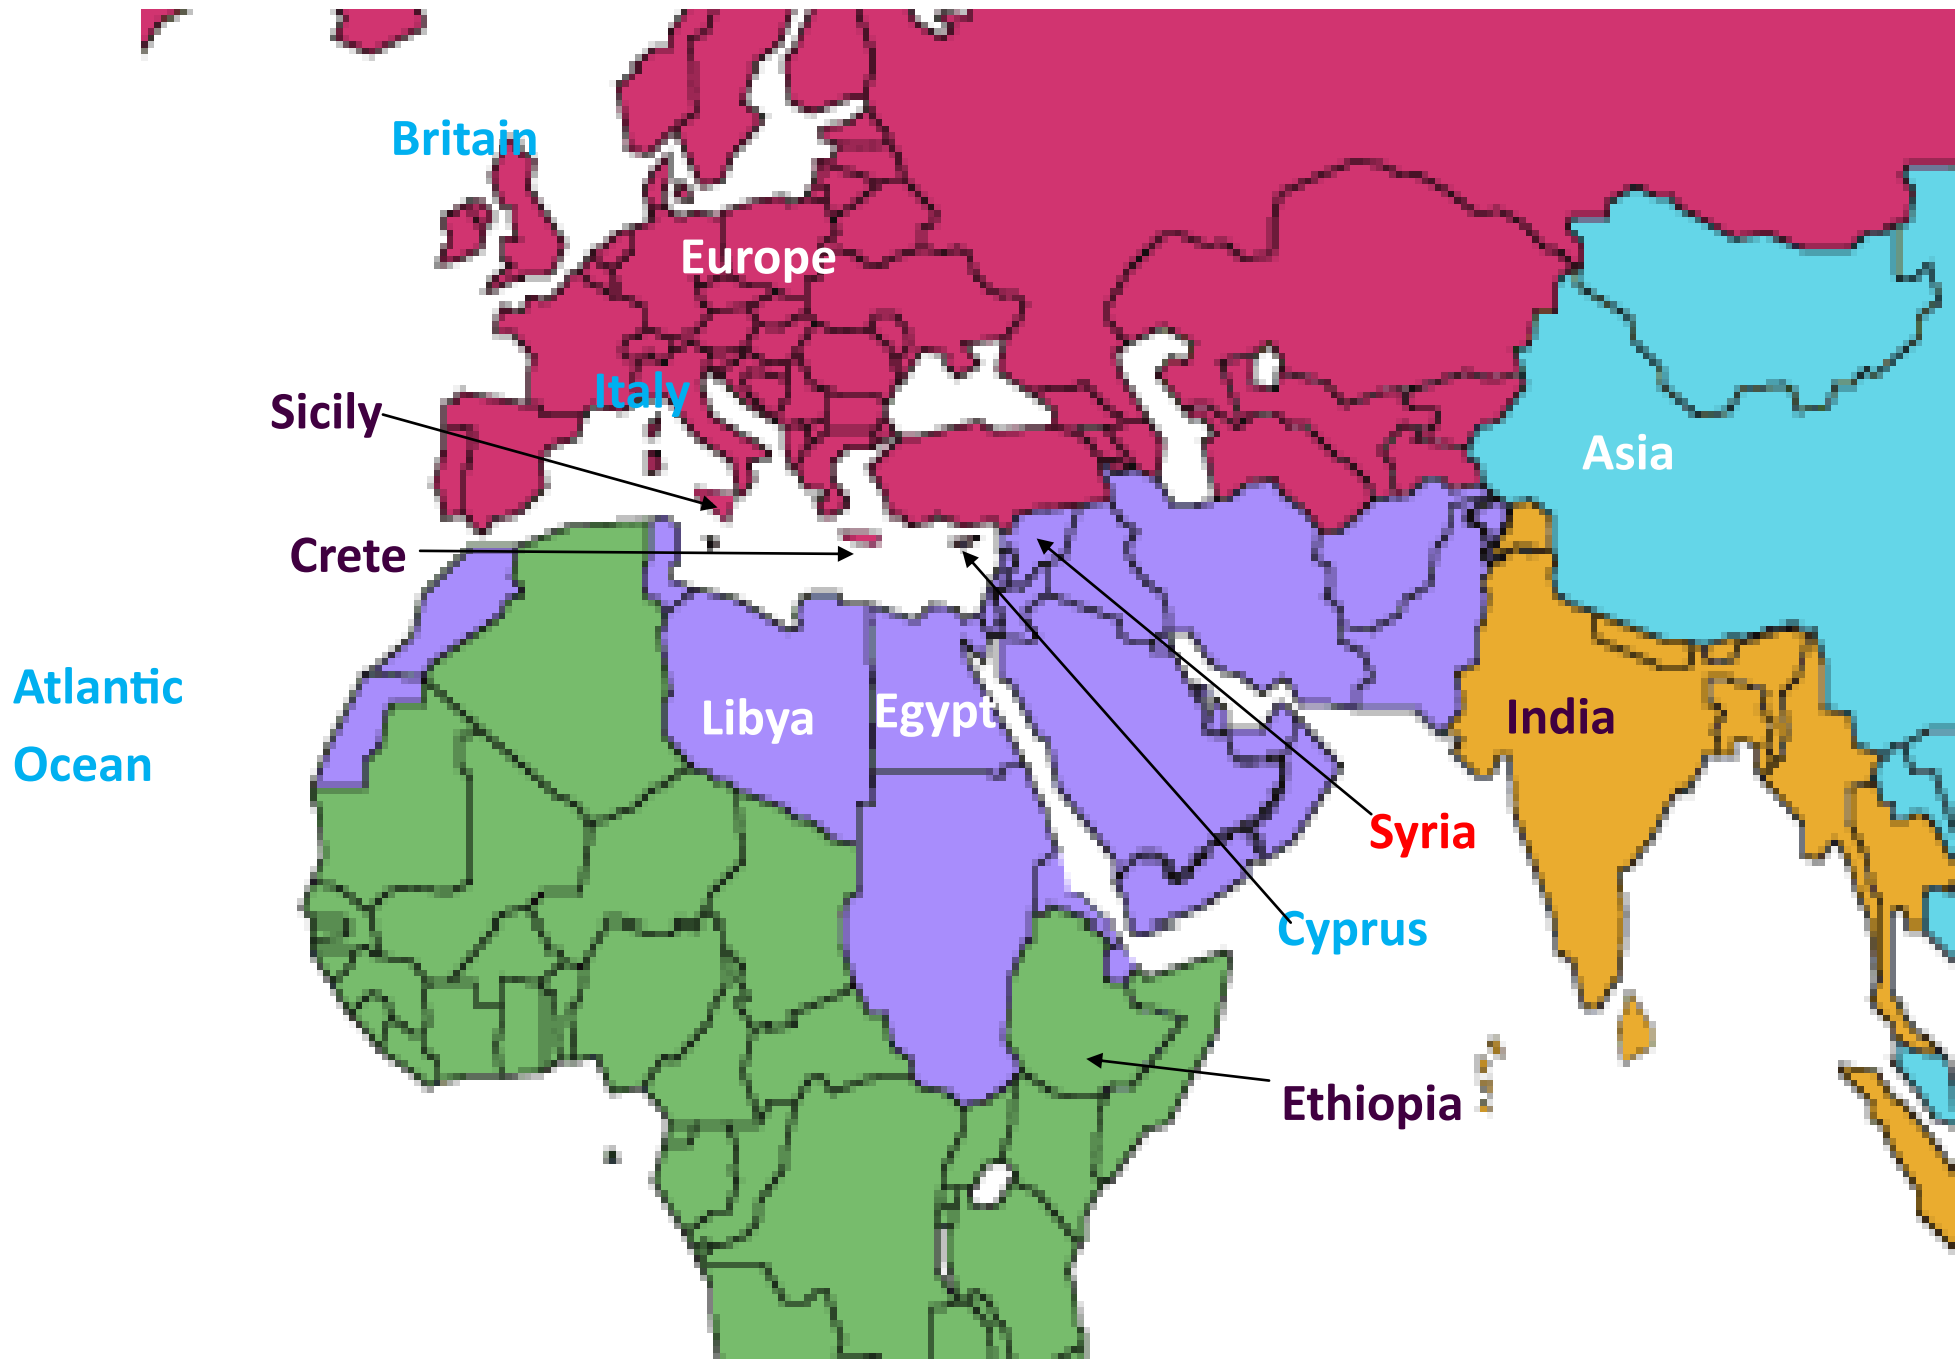 Britain
Europe
Italy
Sicily
Asia
Crete
Atlantic
Ocean
Libya
Egypt
India
Syria
Cyprus
Ethiopia